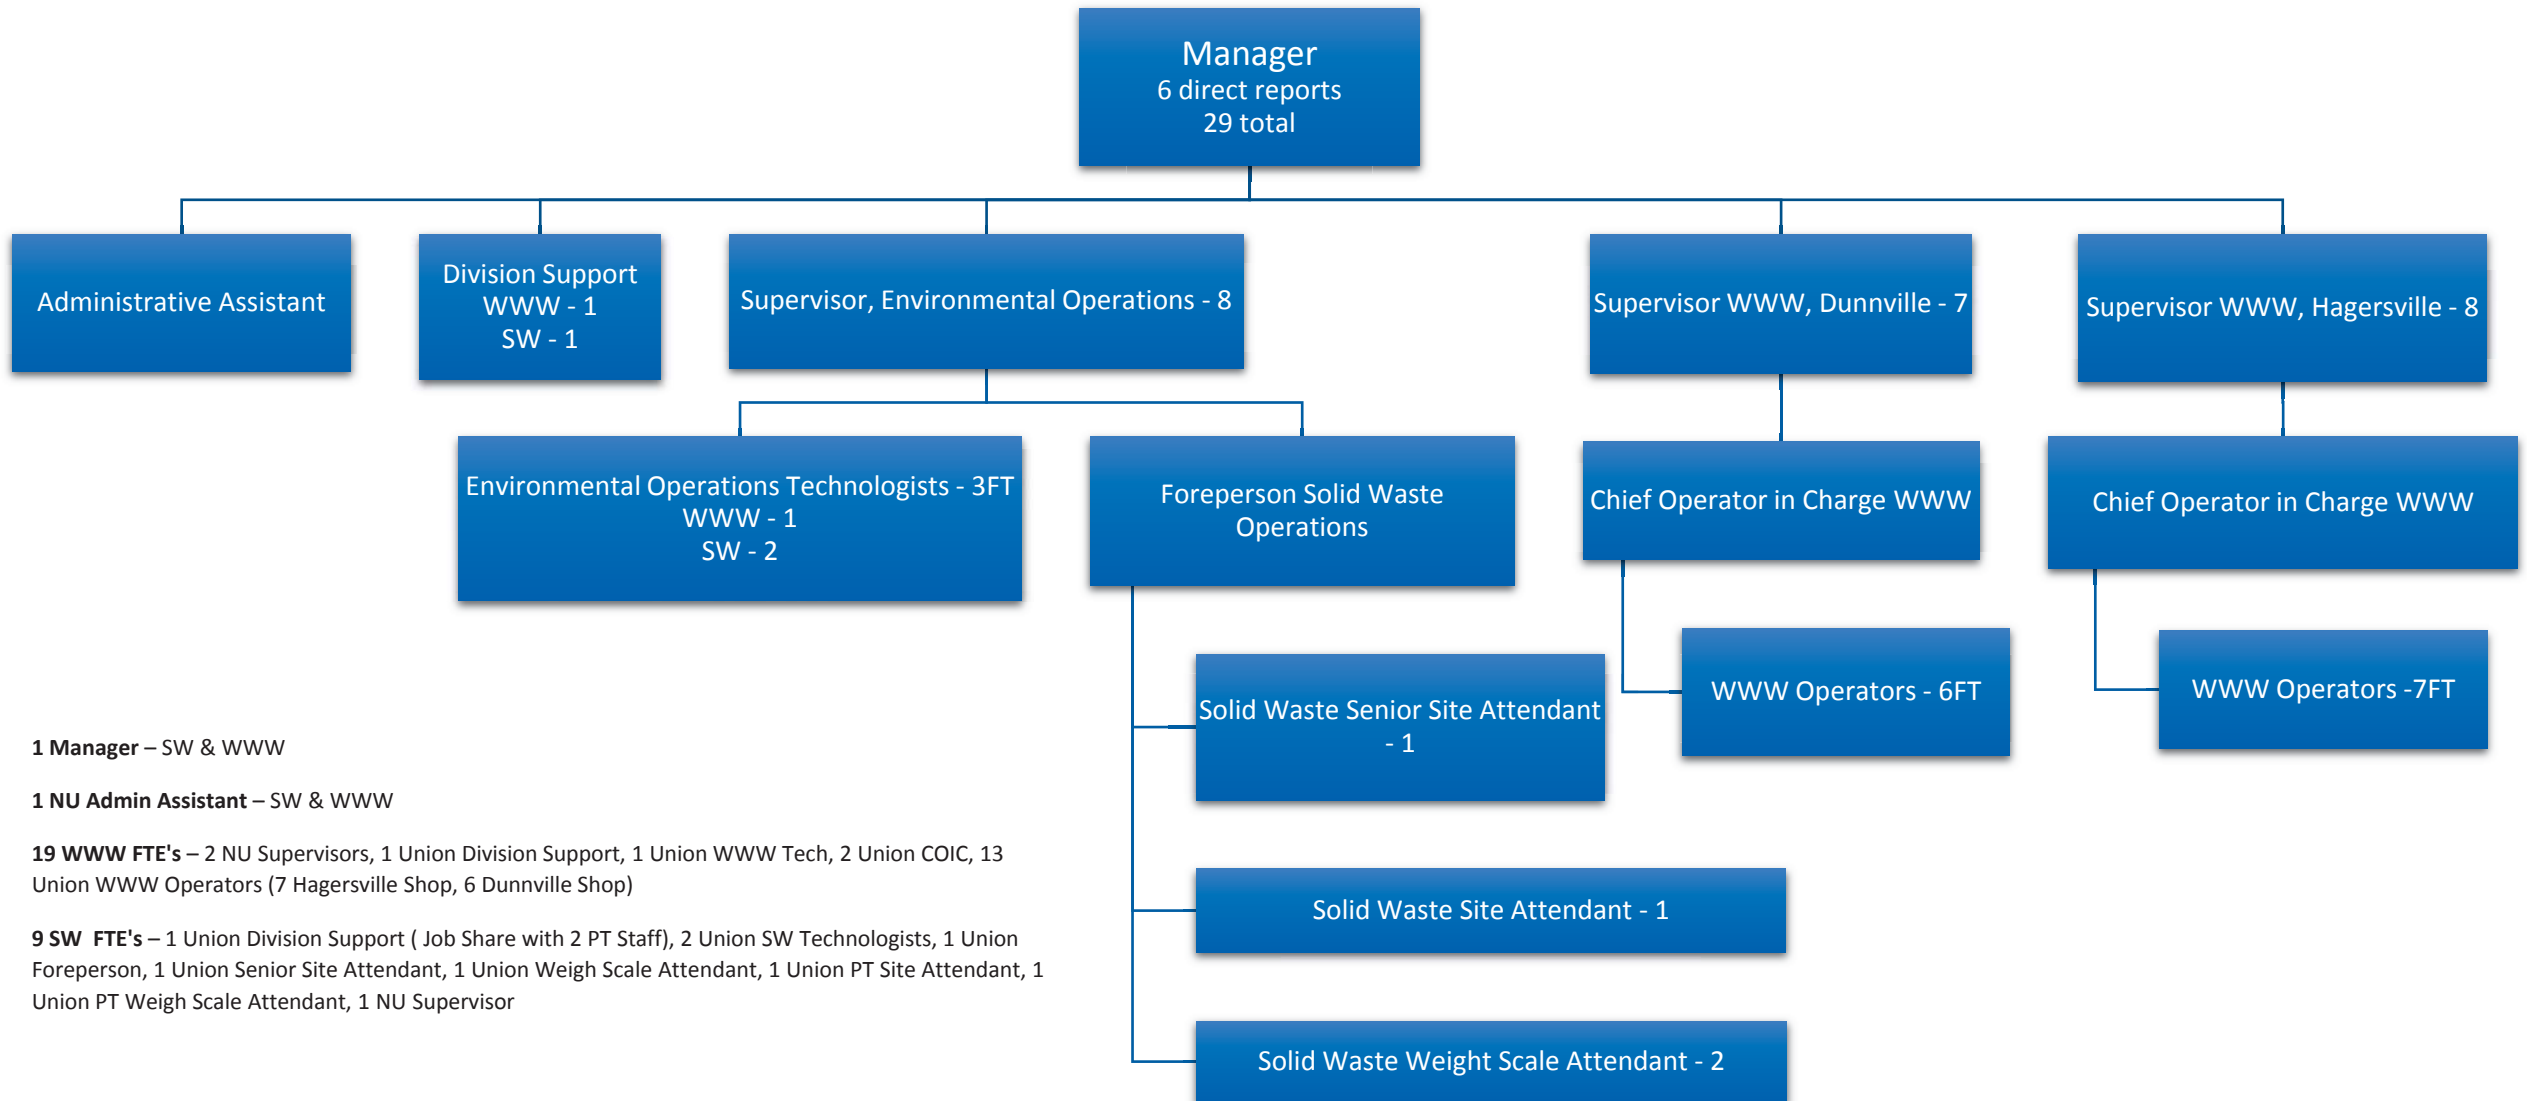 Manager
6 direct reports
29 total
Administrative Assistant
Division Support
WWW - 1
SW - 1
Supervisor, Environmental Operations - 8
Supervisor WWW, Dunnville - 7
Supervisor WWW, Hagersville - 8
Environmental Operations Technologists - 3FT
WWW - 1
SW - 2
Foreperson Solid Waste
Operations
Chief Operator in Charge WWW
Chief Operator in Charge WWW
Solid Waste Senior Site Attendant
- 1
WWW Operators - 6FT
WWW Operators -7FT
Solid Waste Site Attendant - 1
Solid Waste Weight Scale Attendant - 2
1 Manager – SW & WWW
1 NU Admin Assistant – SW & WWW
19 WWW FTE's – 2 NU Supervisors, 1 Union Division Support, 1 Union WWW Tech, 2 Union COIC, 13
Union WWW Operators (7 Hagersville Shop, 6 Dunnville Shop)
9 SW  FTE's – 1 Union Division Support ( Job Share with 2 PT Staff), 2 Union SW Technologists, 1 Union
Foreperson, 1 Union Senior Site Attendant, 1 Union Weigh Scale Attendant, 1 Union PT Site Attendant, 1
Union PT Weigh Scale Attendant, 1 NU Supervisor